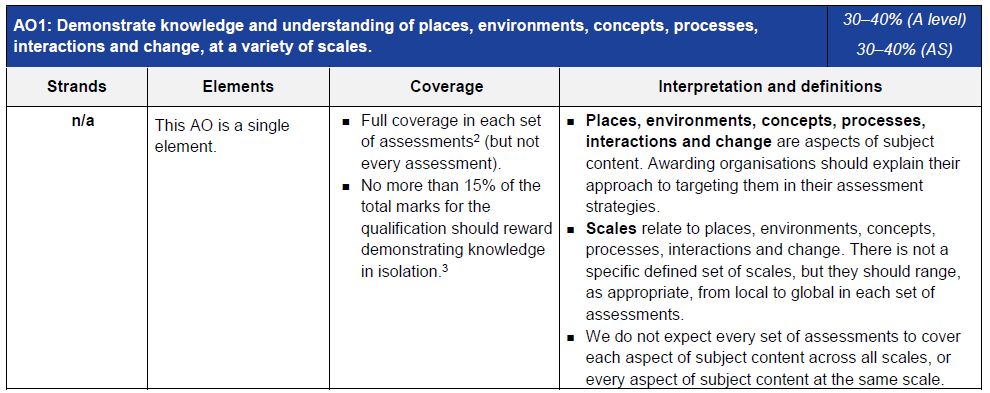 AO1: Demonstrate knowledge and understanding of places, environments, concepts, processes,
interactions and change, at a variety of scales.
30–40% (A level)
30–40% (AS)
Strands
Elements
Coverage
Interpretation and definitions
n/a
This AO is a single
element.
▪ Full coverage in each set
of assessments² (but not
every assessment).
▪ No more than 15% of the
total marks for the
qualification should reward
demonstrating knowledge
in isolation.³
▪ Places, environments, concepts, processes,
interactions and change are aspects of subject
content. Awarding organisations should explain their
approach to targeting them in their assessment
strategies.
▪ Scales relate to places, environments, concepts,
processes, interactions and change. There is not a
specific defined set of scales, but they should range,
as appropriate, from local to global in each set of
assessments.
▪ We do not expect every set of assessments to cover
each aspect of subject content across all scales, or
every aspect of subject content at the same scale.